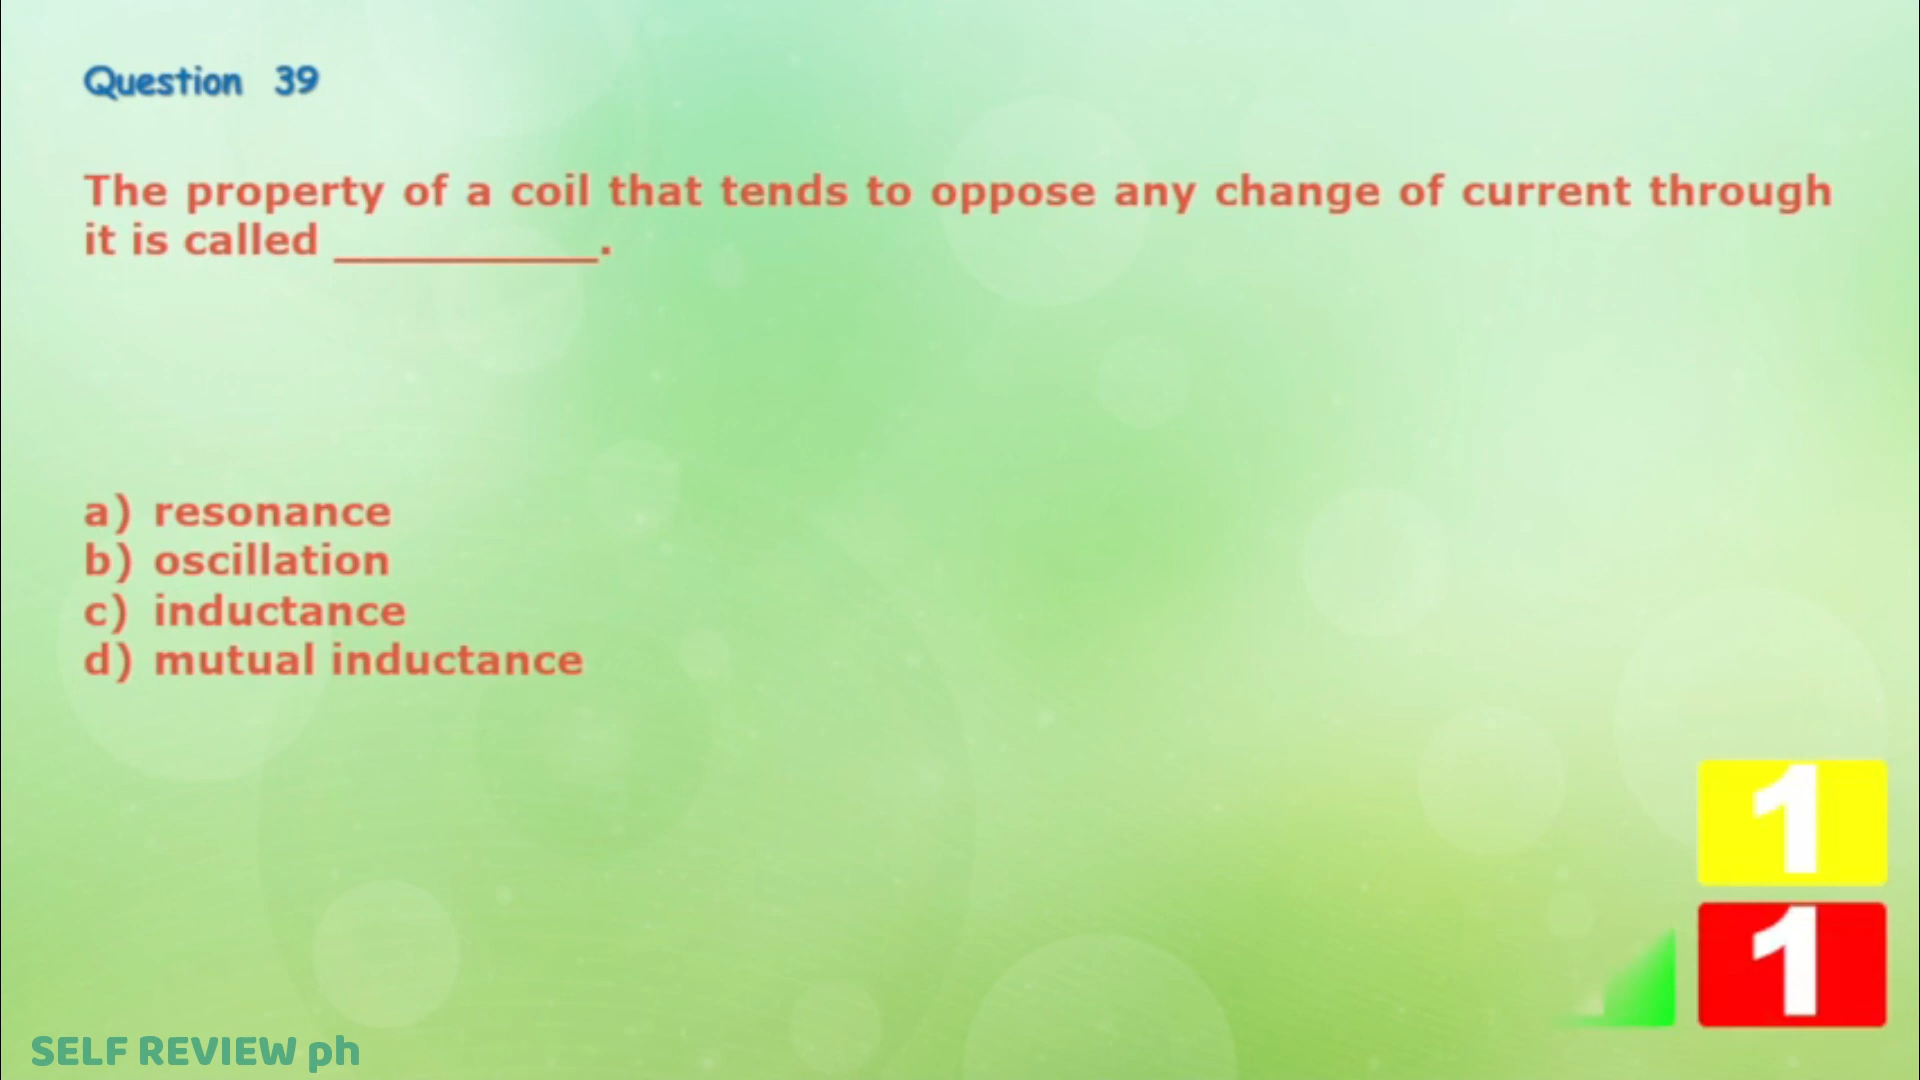 Question 39
The property of a coil that tends to oppose any change of current through
it is called ___________.
a) resonance
b) oscillation
c) inductance
d) mutual inductance
1
1
SELF REVIEW ph